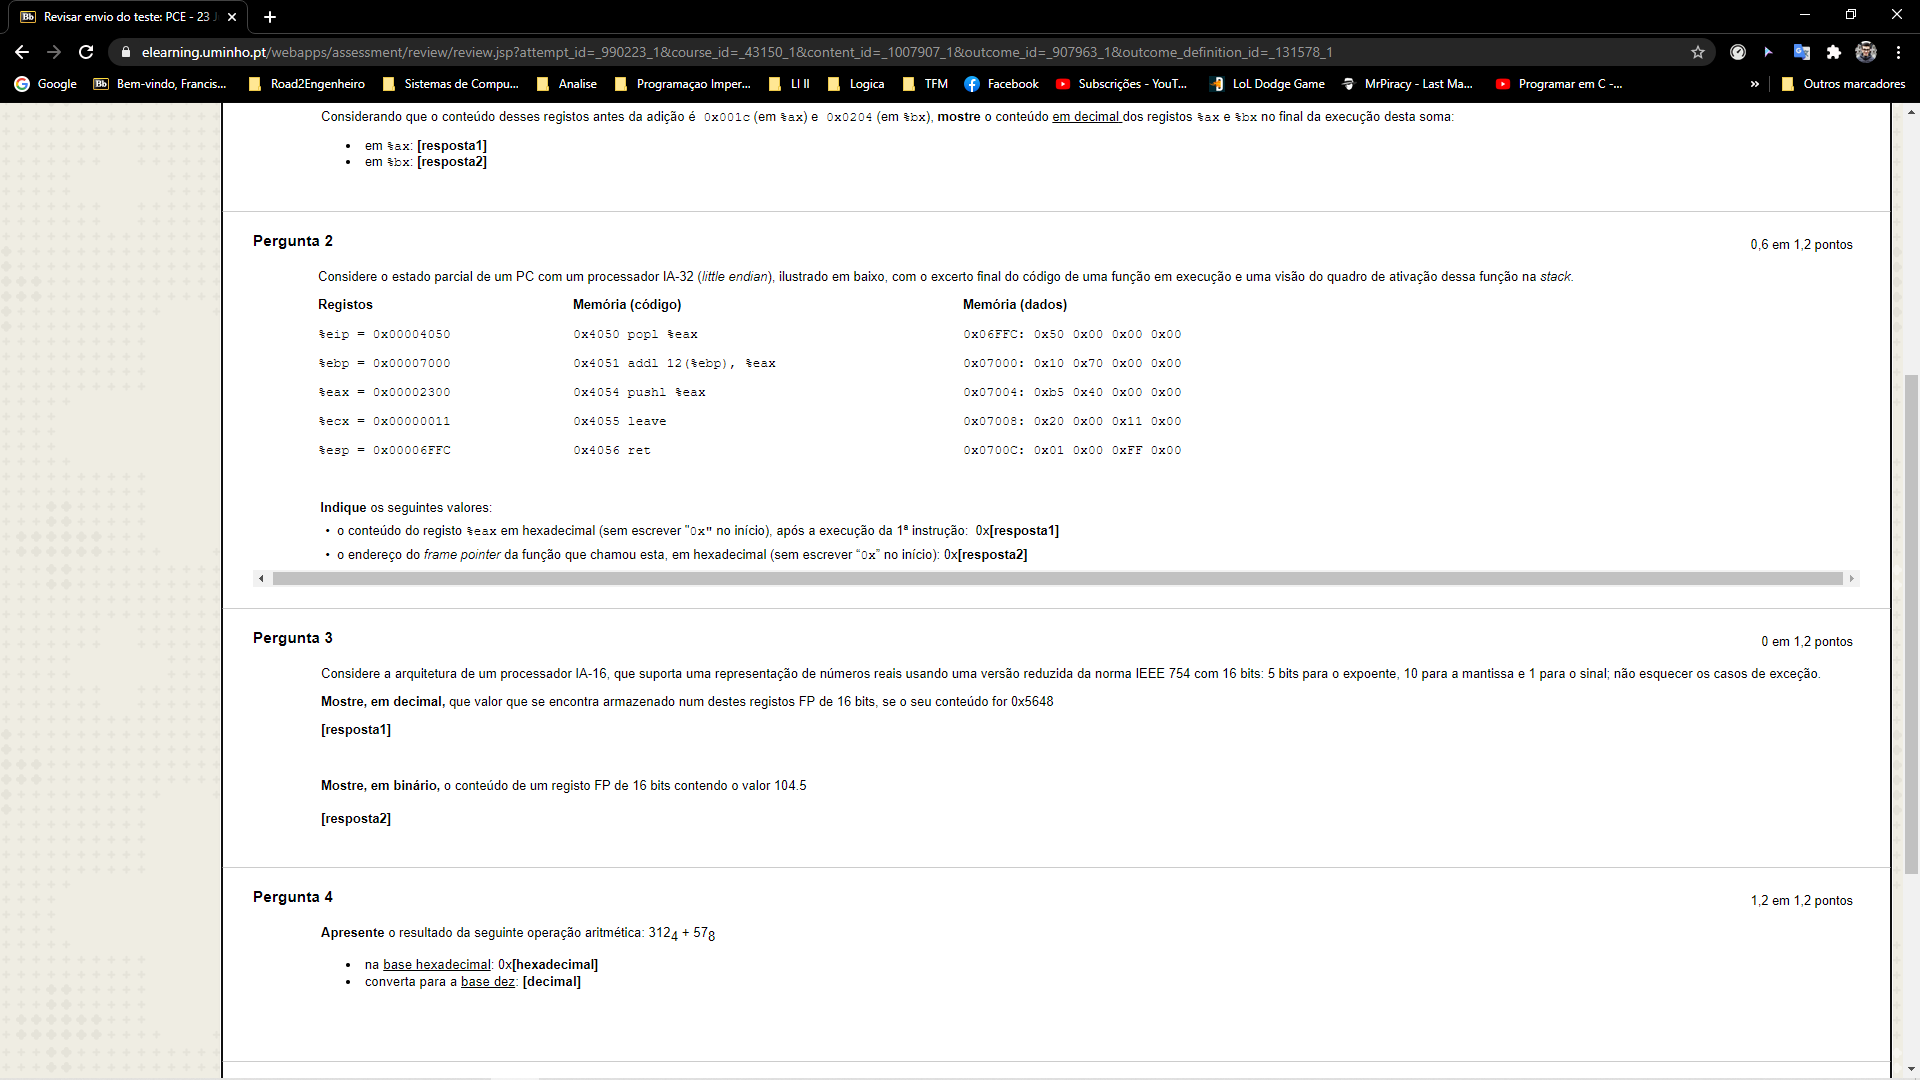 Revisar envio do teste: PCE - 23 J
elearning.uminho.pt/webapps/assessment/review/review.jsp?attempt_id=_990223_1&course_id=_43150_1&content_id=_1007907_1&outcome_id=_907963_1&outcome_definition_id=_131578_1
Google Bb Bem-vindo, Francis... Road2Engenheiro Sistemas de Compu... Analise Programaçao Imper... LI II Logica TFM Facebook Subscrições - YouT... LoL Dodge Game MrPiracy - Last Ma... Programar em C -... » Outros marcadores
Considerando que o conteúdo desses registos antes da adição é 0x001c (em %ax) e 0x0204 (em %bx), mostre o conteúdo em decimal dos registos %ax e %bx no final da execução desta soma:
• em %ax: [resposta1]
• em %bx: [resposta2]
Pergunta 2
0,6 em 1,2 pontos
Considere o estado parcial de um PC com um processador IA-32 (little endian), ilustrado em baixo, com o excerto final do código de uma função em execução e uma visão do quadro de ativação dessa função na stack.
Registos Memória (código) Memória (dados)
%eip = 0x00004050 0x4050 popl %eax 0x06FFC: 0x50 0x00 0x00 0x00
%ebp = 0x00007000 0x4051 addl 12(%ebp), %eax 0x07000: 0x10 0x70 0x00 0x00
%eax = 0x00002300 0x4054 pushl %eax 0x07004: 0xb5 0x40 0x00 0x00
%ecx = 0x00000011 0x4055 leave 0x07008: 0x20 0x00 0x11 0x00
%esp = 0x00006FFC 0x4056 ret 0x0700C: 0x01 0x00 0xFF 0x00
Indique os seguintes valores:
• o conteúdo do registo %eax em hexadecimal (sem escrever "0x" no início), após a execução da 1ª instrução: 0x[resposta1]
• o endereço do frame pointer da função que chamou esta, em hexadecimal (sem escrever “0x” no início): 0x[resposta2]
Pergunta 3
0 em 1,2 pontos
Considere a arquitetura de um processador IA-16, que suporta uma representação de números reais usando uma versão reduzida da norma IEEE 754 com 16 bits: 5 bits para o expoente, 10 para a mantissa e 1 para o sinal; não esquecer os casos de exceção.
Mostre, em decimal, que valor que se encontra armazenado num destes registos FP de 16 bits, se o seu conteúdo for 0x5648
[resposta1]
Mostre, em binário, o conteúdo de um registo FP de 16 bits contendo o valor 104.5
[resposta2]
Pergunta 4
1,2 em 1,2 pontos
Apresente o resultado da seguinte operação aritmética: 312₄ + 57₈
• na base hexadecimal: 0x[hexadecimal]
• converta para a base dez: [decimal]